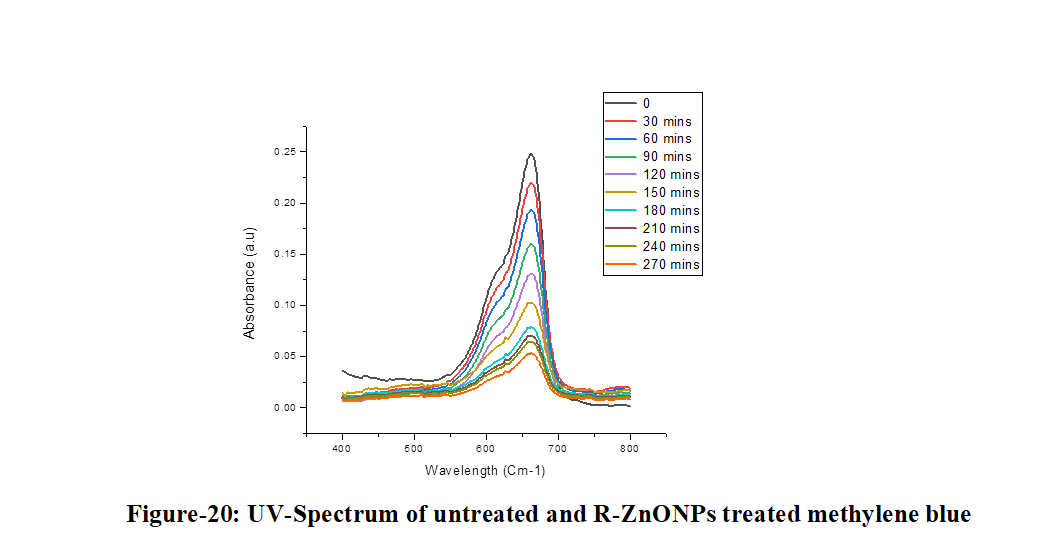 0
30 mins
60 mins
90 mins
120 mins
150 mins
180 mins
210 mins
240 mins
270 mins
0.25
0.20
0.15
0.10
0.05
0.00
Absorbance (a.u)
400 500 600 700 800
Wavelength (Cm-1)
Figure-20: UV-Spectrum of untreated and R-ZnONPs treated methylene blue